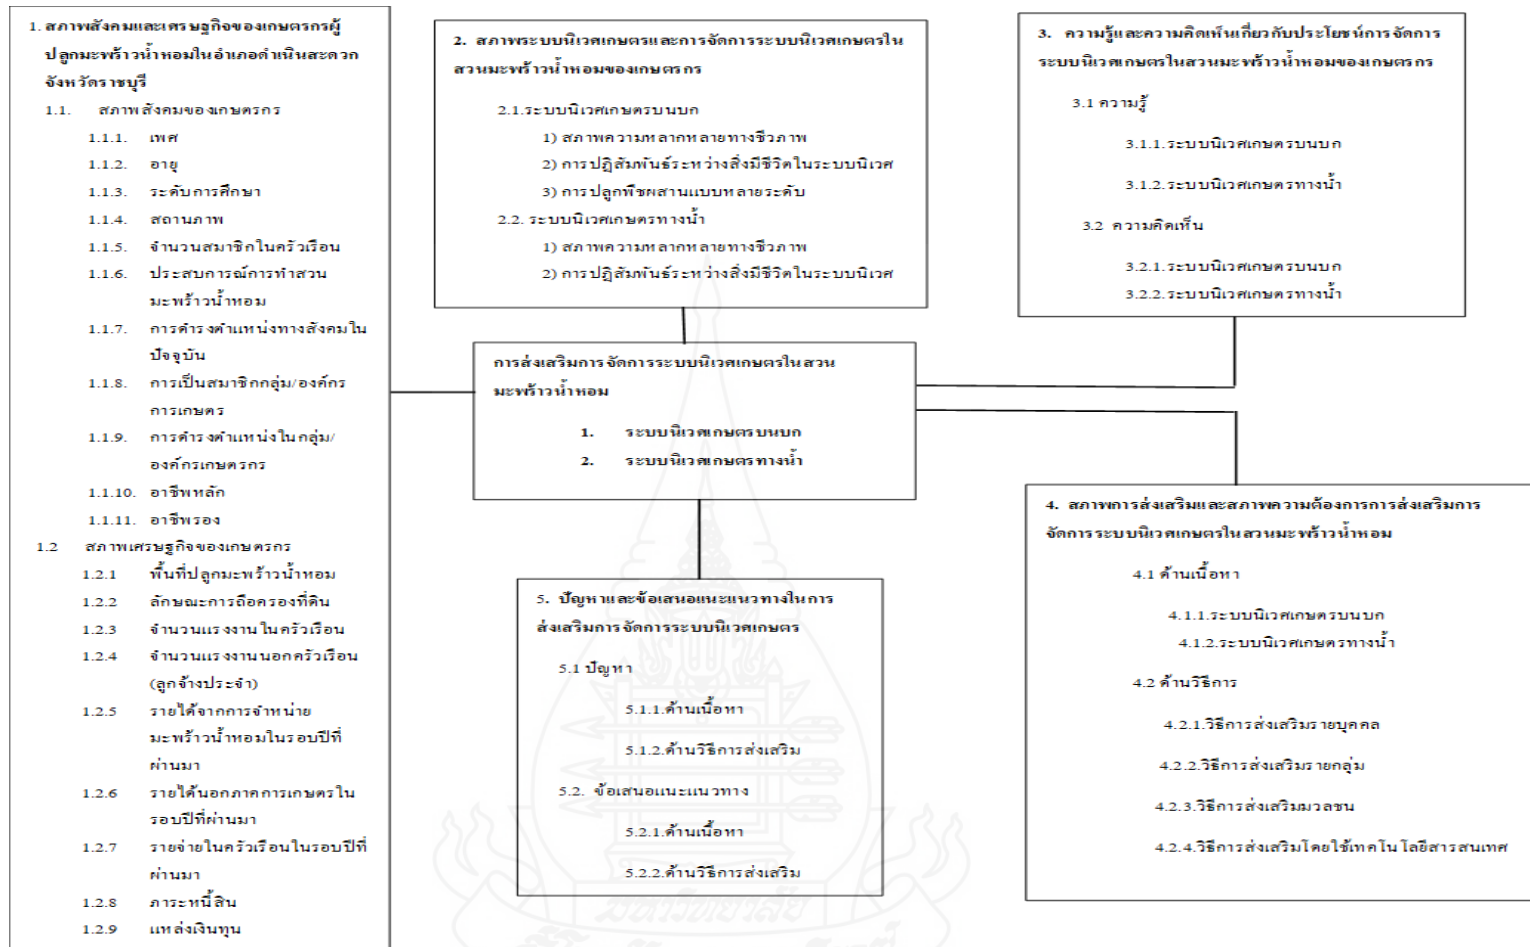 1. สภาพสังคมและเศรษฐกิจของเกษตรกรผู้
ปลูกมะพร้าวน้ำหอมในอำเภอดำเนินสะดวก
จังหวัดราชบุรี
1.1. สภาพสังคมของเกษตรกร
1.1.1. เพศ
1.1.2. อายุ
1.1.3. ระดับการศึกษา
1.1.4. สถานภาพ
1.1.5. จำนวนสมาชิกในครัวเรือน
1.1.6. ประสบการณ์การทำสวน
มะพร้าวน้ำหอม
1.1.7. การดำรงตำแหน่งทางสังคมใน
ปัจจุบัน
1.1.8. การเป็นสมาชิกกลุ่ม/องค์กร
การเกษตร
1.1.9. การดำรงตำแหน่งในกลุ่ม/
องค์กรเกษตรกร
1.1.10. อาชีพหลัก
1.1.11. อาชีพรอง
1.2 สภาพเศรษฐกิจของเกษตรกร
1.2.1 พื้นที่ปลูกมะพร้าวน้ำหอม
1.2.2 ลักษณะการถือครองที่ดิน
1.2.3 จำนวนแรงงานในครัวเรือน
1.2.4 จำนวนแรงงานนอกครัวเรือน
(ลูกจ้างประจำ)
1.2.5 รายได้จากการจำหน่าย
มะพร้าวน้ำหอมในรอบปีที่
ผ่านมา
1.2.6 รายได้นอกภาคการเกษตรใน
รอบปีที่ผ่านมา
1.2.7 รายจ่ายในครัวเรือนในรอบปีที่
ผ่านมา
1.2.8 ภาระหนี้สิน
1.2.9 แหล่งเงินทุน
2. สภาพระบบนิเวศเกษตรและการจัดการระบบนิเวศเกษตรใน
สวนมะพร้าวน้ำหอมของเกษตรกร
2.1.ระบบนิเวศเกษตรบนบก
1) สภาพความหลากหลายทางชีวภาพ
2) การปฏิสัมพันธ์ระหว่างสิ่งมีชีวิตในระบบนิเวศ
3) การปลูกพืชผสานแบบหลายระดับ
2.2. ระบบนิเวศเกษตรทางน้ำ
1) สภาพความหลากหลายทางชีวภาพ
2) การปฏิสัมพันธ์ระหว่างสิ่งมีชีวิตในระบบนิเวศ
3. ความรู้และความคิดเห็นเกี่ยวกับประโยชน์การจัดการ
ระบบนิเวศเกษตรในสวนมะพร้าวน้ำหอมของเกษตรกร
3.1 ความรู้
3.1.1.ระบบนิเวศเกษตรบนบก
3.1.2.ระบบนิเวศเกษตรทางน้ำ
3.2 ความคิดเห็น
3.2.1.ระบบนิเวศเกษตรบนบก
3.2.2.ระบบนิเวศเกษตรทางน้ำ
การส่งเสริมการจัดการระบบนิเวศเกษตรในสวน
มะพร้าวน้ำหอม
1. ระบบนิเวศเกษตรบนบก
2. ระบบนิเวศเกษตรทางน้ำ
4. สภาพการส่งเสริมและสภาพความต้องการการส่งเสริมการ
จัดการระบบนิเวศเกษตรในสวนมะพร้าวน้ำหอม
4.1 ด้านเนื้อหา
4.1.1.ระบบนิเวศเกษตรบนบก
4.1.2.ระบบนิเวศเกษตรทางน้ำ
4.2 ด้านวิธีการ
4.2.1.วิธีการส่งเสริมรายบุคคล
4.2.2.วิธีการส่งเสริมรายกลุ่ม
4.2.3.วิธีการส่งเสริมมวลชน
4.2.4.วิธีการส่งเสริมโดยใช้เทคโนโลยีสารสนเทศ
5. ปัญหาและข้อเสนอแนะแนวทางในการ
ส่งเสริมการจัดการระบบนิเวศเกษตร
5.1 ปัญหา
5.1.1.ด้านเนื้อหา
5.1.2.ด้านวิธีการส่งเสริม
5.2. ข้อเสนอแนะแนวทาง
5.2.1.ด้านเนื้อหา
5.2.2.ด้านวิธีการส่งเสริม
มหาวิทยาลัย